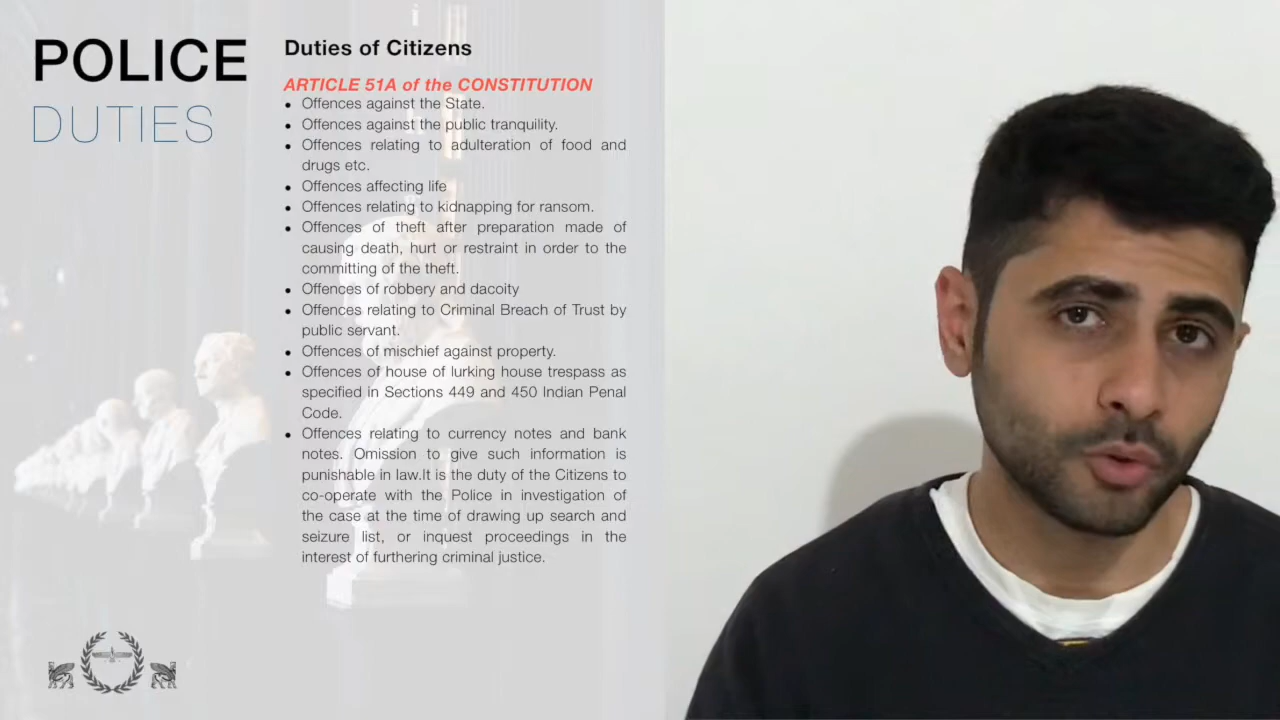 POLICE
DUTIES
Duties of Citizens
ARTICLE 51A of the CONSTITUTION
• Offences against the State.
• Offences against the public tranquility.
• Offences relating to adulteration of food and
drugs etc.
• Offences affecting life
• Offences relating to kidnapping for ransom.
• Offences of theft after preparation made of
causing death, hurt or restraint in order to the
committing of the theft.
• Offences of robbery and dacoity
• Offences relating to Criminal Breach of Trust by
public servant.
• Offences of mischief against property.
• Offences of house of lurking house trespass as
specified in Sections 449 and 450 Indian Penal
Code.
• Offences relating to currency notes and bank
notes. Omission to give such information is
punishable in law.It is the duty of the Citizens to
co-operate with the Police in investigation of
the case at the time of drawing up search and
seizure list, or inquest proceedings in the
interest of furthering criminal justice.